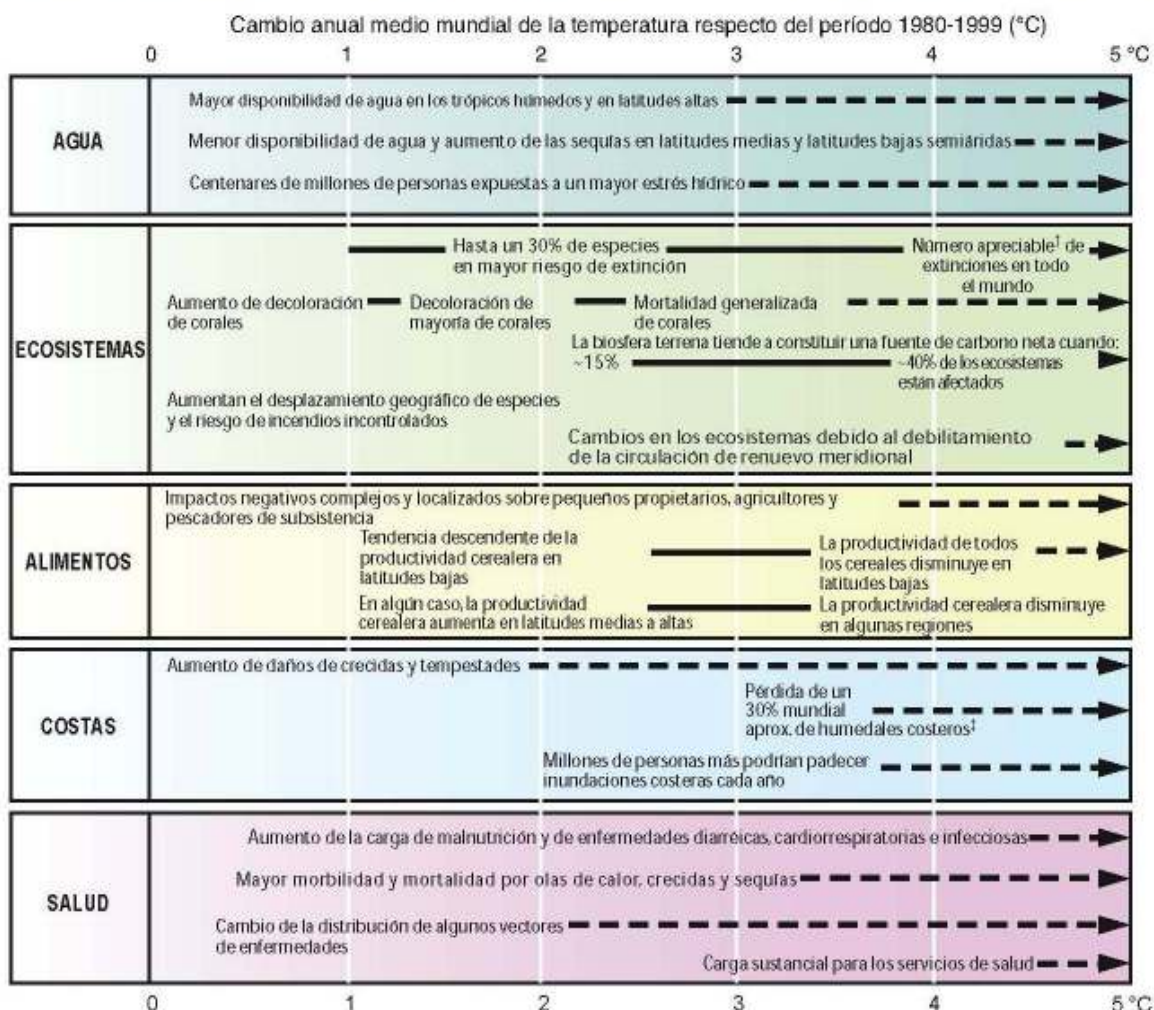 Cambio anual medio mundial de la temperatura respecto del período 1980-1999 (°C)
0 1 2 3 4 5 °C
AGUA
Mayor disponibilidad de agua en los trópicos húmedos y en latitudes altas
Menor disponibilidad de agua y aumento de las sequías en latitudes medias y latitudes bajas semiáridas
Centenares de millones de personas expuestas a un mayor estrés hídrico
ECOSISTEMAS
Hasta un 30% de especies
en mayor riesgo de extinción
Número apreciable† de
extinciones en todo
el mundo
Aumento de decoloración
de corales
Decoloración de
mayoría de corales
Mortalidad generalizada
de corales
La biosfera terrena tiende a constituir una fuente de carbono neta cuando:
~15%
~40% de los ecosistemas
están afectados
Aumentan el desplazamiento geográfico de especies
y el riesgo de incendios incontrolados
Cambios en los ecosistemas debido al debilitamiento
de la circulación de renuevo meridional
ALIMENTOS
Impactos negativos complejos y localizados sobre pequeños propietarios, agricultores y
pescadores de subsistencia
Tendencia descendente de la
productividad cerealera en
latitudes bajas
La productividad de todos
los cereales disminuye en
latitudes bajas
En algún caso, la productividad
cerealera aumenta en latitudes medias a altas
La productividad cerealera disminuye
en algunas regiones
COSTAS
Aumento de daños de crecidas y tempestades
Pérdida de un
30% mundial
aprox. de humedales costeros‡
Millones de personas más podrían padecer
inundaciones costeras cada año
SALUD
Aumento de la carga de malnutrición y de enfermedades diarréicas, cardiorrespiratorias e infecciosas
Mayor morbilidad y mortalidad por olas de calor, crecidas y sequías
Cambio de la distribución de algunos vectores
de enfermedades
Carga sustancial para los servicios de salud
0 1 2 3 4 5 °C